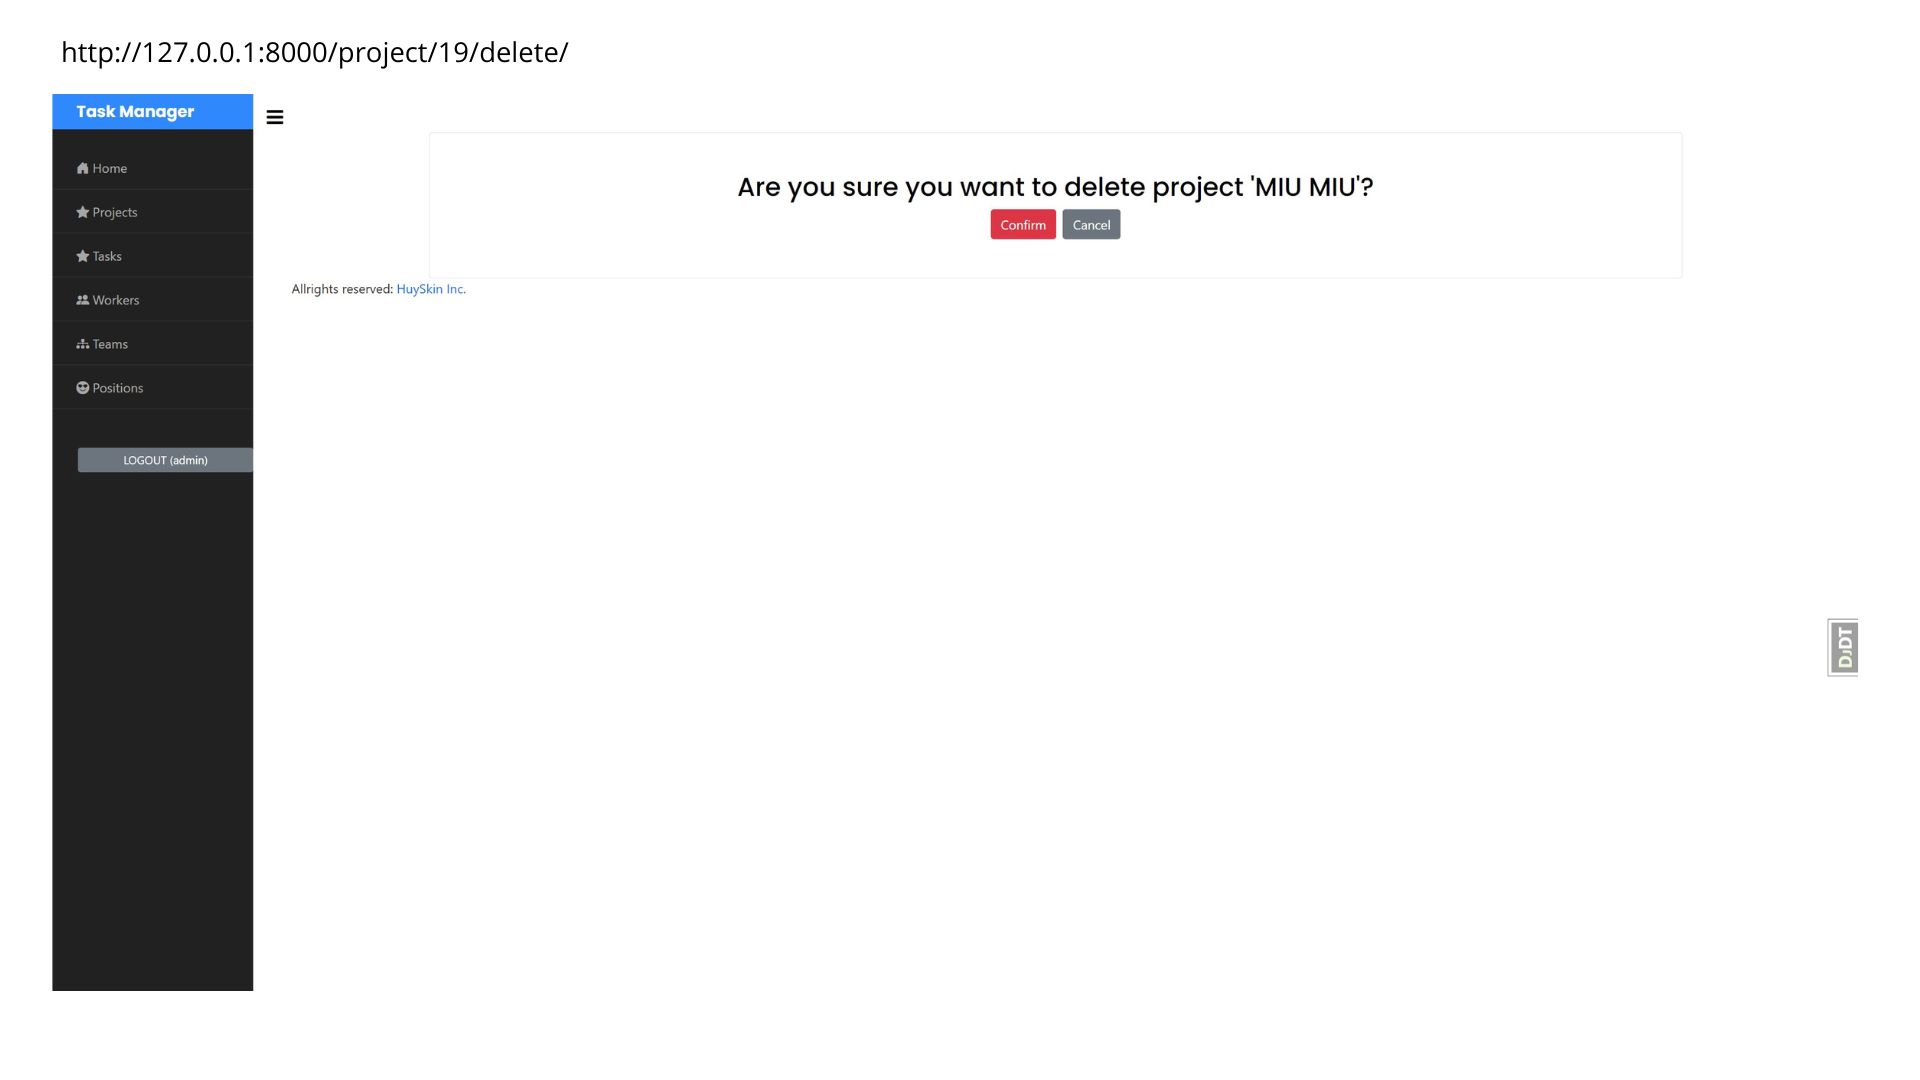 http://127.0.0.1:8000/project/19/delete/
Task Manager
Home
Projects
Tasks
Workers
Teams
Positions
LOGOUT (admin)
Are you sure you want to delete project 'MIU MIU'?
Confirm Cancel
Allrights reserved: HuySkin Inc.
DJDT